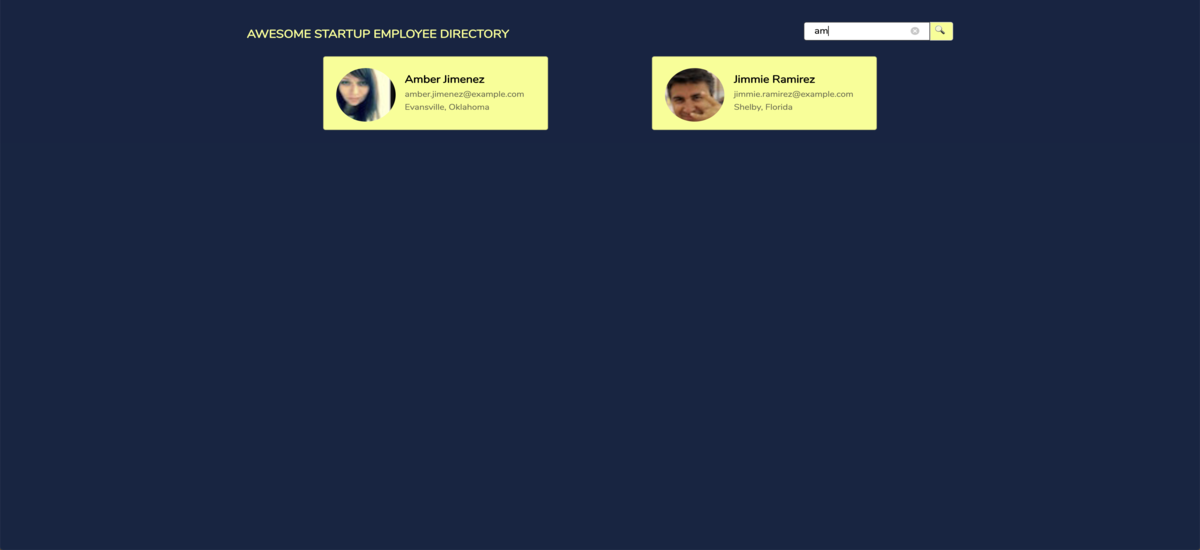 AWESOME STARTUP EMPLOYEE DIRECTORY
am
Amber Jimenez
amber.jimenez@example.com
Evansville, Oklahoma
Jimmie Ramirez
jimmie.ramirez@example.com
Shelby, Florida